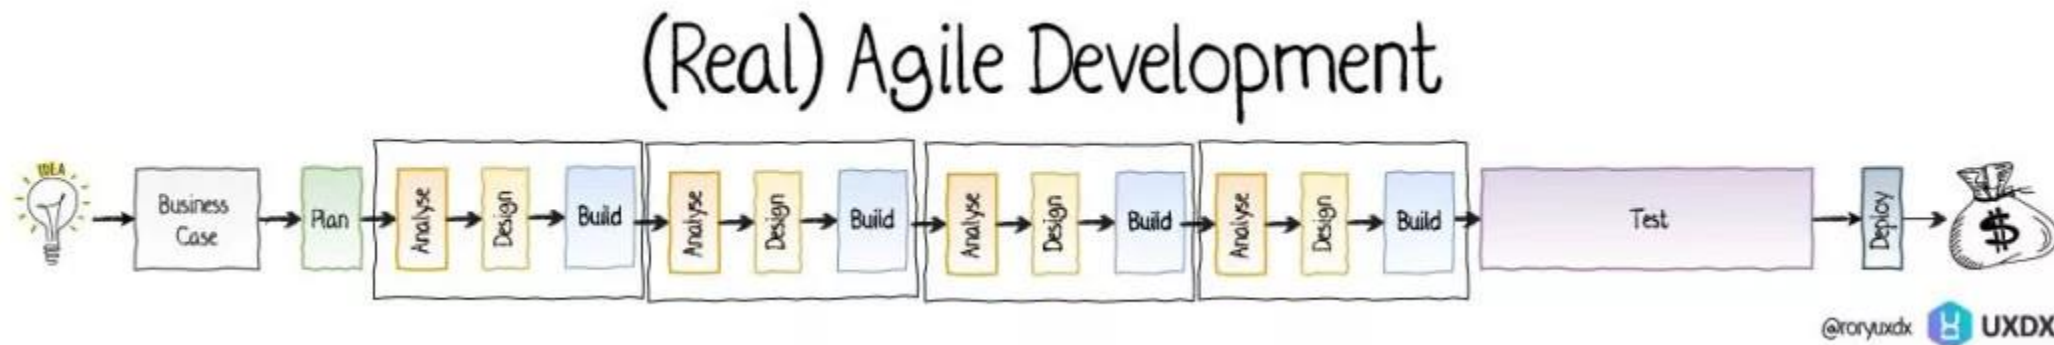 (Real) Agile Development
IDEA
Business
Case
Plan
Analyse
Design
Build
Analyse
Design
Build
Analyse
Design
Build
Analyse
Design
Build
Test
Deploy
$
@roryuxdx
UXDX